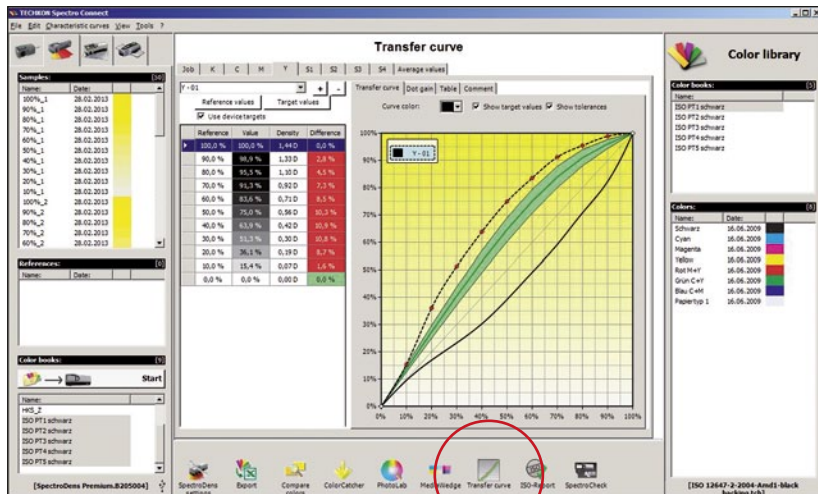 TECHKON Spectro Connect
File Edit Characteristic curves View Tools ?
Transfer curve
Color library
Job K C M Y S1 S2 S3 S4 Average values
Samples: [50]
Name: Date:
100%_1 28.02.2013
90%_1 28.02.2013
80%_1 28.02.2013
70%_1 28.02.2013
60%_1 28.02.2013
50%_1 28.02.2013
40%_1 28.02.2013
30%_1 28.02.2013
20%_1 28.02.2013
10%_1 28.02.2013
100%_2 28.02.2013
90%_2 28.02.2013
80%_2 28.02.2013
70%_2 28.02.2013
60%_2 28.02.2013
References: [0]
Name: Date:
Color books: [9]
Start
Name:
HKS_Z
ISO PT1 schwarz
ISO PT2 schwarz
ISO PT3 schwarz
ISO PT4 schwarz
ISO PT5 schwarz
[SpectroDens Premium.B205004]
Y - 01 + -
Reference values Target values
Use device targets
Reference Value Density Difference
100,0 % 100,0 % 1,44 D 0,0 %
90,0 % 98,9 % 1,33 D 2,8 %
80,0 % 95,5 % 1,10 D 4,5 %
70,0 % 91,3 % 0,92 D 7,3 %
60,0 % 83,6 % 0,71 D 8,5 %
50,0 % 75,0 % 0,56 D 10,3 %
40,0 % 63,9 % 0,42 D 10,9 %
30,0 % 51,3 % 0,30 D 10,8 %
20,0 % 36,1 % 0,19 D 8,7 %
10,0 % 15,4 % 0,07 D 1,6 %
0,0 % 0,0 % 0,00 D 0,0 %
Transfer curve Dot gain Table Comment
Curve color: Show target values Show tolerances
Y - 01
100%
90%
80%
70%
60%
50%
40%
30%
20%
10%
0%
0% 10% 20% 30% 40% 50% 60% 70% 80% 90% 100%
SpectroDens settings
Export
Compare colors
ColorCatcher
PhotoLab
MediaWedge
Transfer curve
ISO-Report
SpectroCheck
Color books: [5]
Name:
ISO PT1 schwarz
ISO PT2 schwarz
ISO PT3 schwarz
ISO PT4 schwarz
ISO PT5 schwarz
Colors: [8]
Name: Date:
Schwarz 16.06.2009
Cyan 16.06.2009
Magenta 16.06.2009
Yellow 16.06.2009
Rot M+Y 16.06.2009
Grün C+Y 16.06.2009
Blau C+M 16.06.2009
Papiertyp 1 16.06.2009
[ISO 12647-2-2004-Amd1-black
backing.tcb]